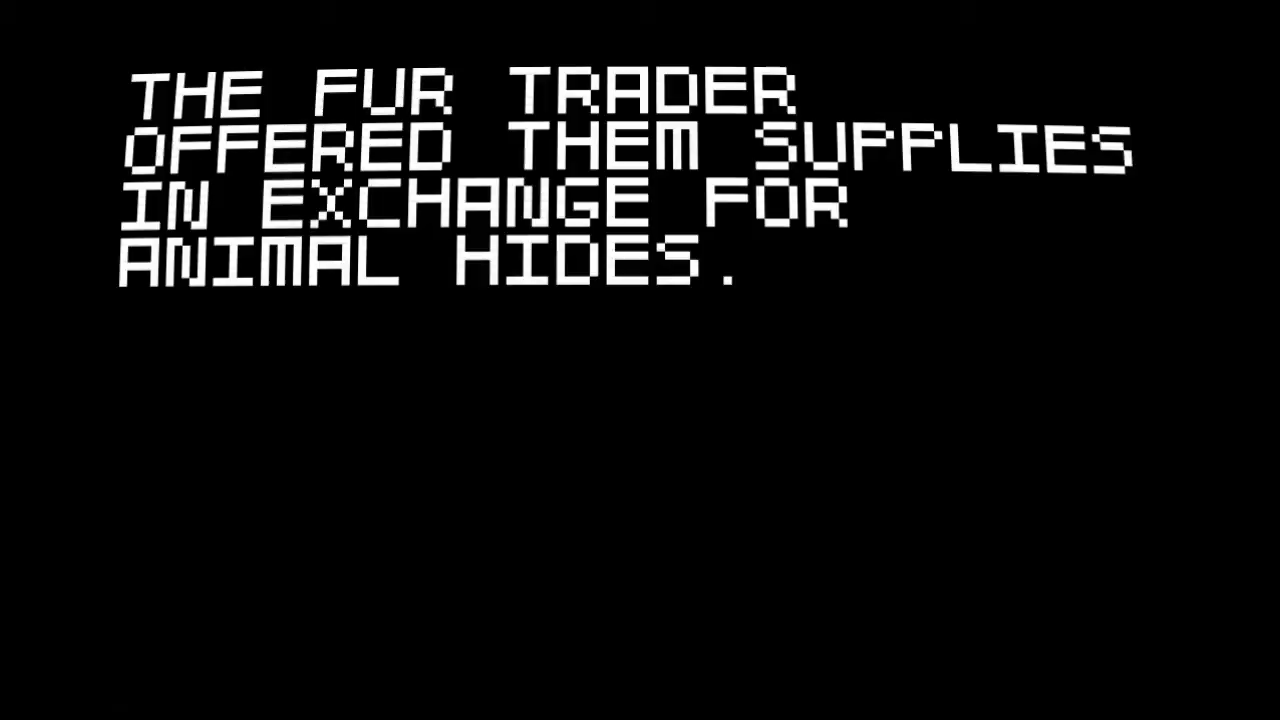 THE FUR TRADER
OFFERED THEM SUPPLIES
IN EXCHANGE FOR
ANIMAL HIDES.